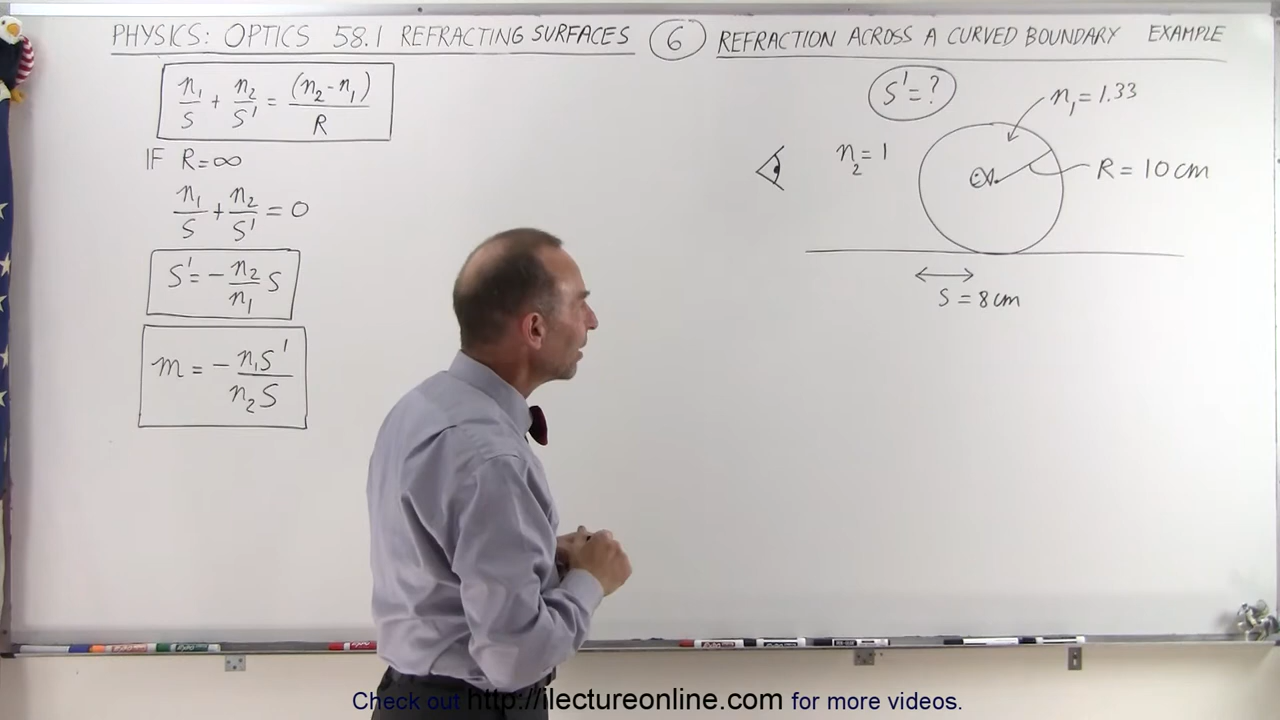 PHYSICS: OPTICS 58.1 REFRACTING SURFACES 6 REFRACTION ACROSS A CURVED BOUNDARY EXAMPLE
n₁/S + n₂/S' = (n₂-n₁)/R
IF R=∞
n₁/S + n₂/S' = 0
S' = - n₂/n₁ S
m = - n₁S'/n₂S
S' = ?
n₁ = 1.33
n₂ = 1
R = 10 cm
S = 8 cm
Check out http://ilectureonline.com for more videos.